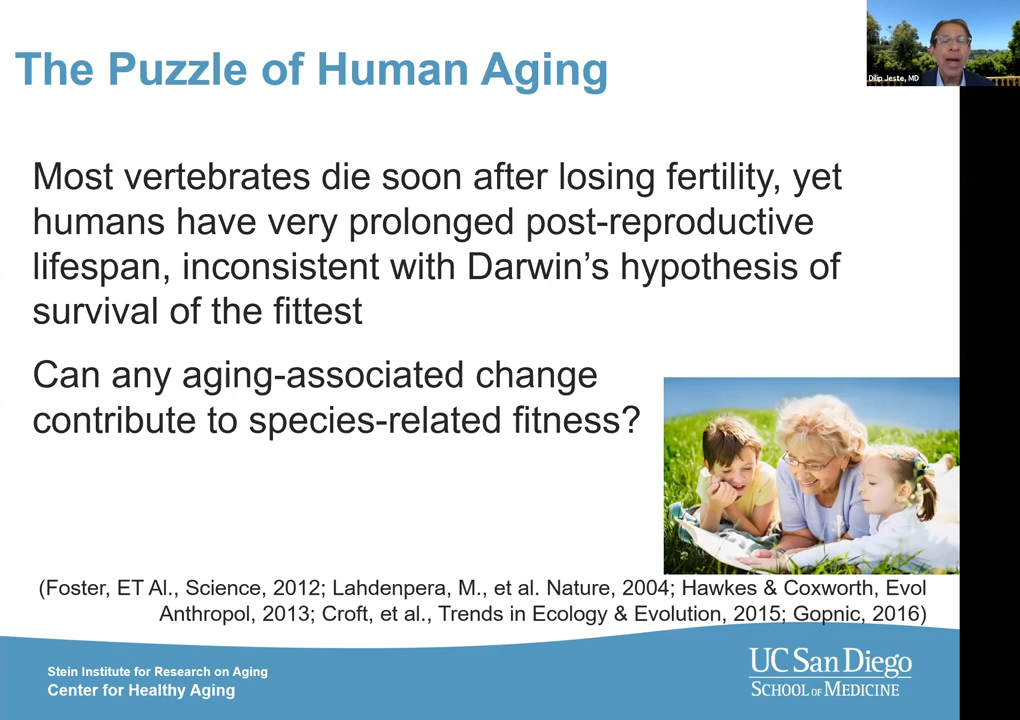 The Puzzle of Human Aging
Dilip Jeste, MD
Most vertebrates die soon after losing fertility, yet
humans have very prolonged post-reproductive
lifespan, inconsistent with Darwin’s hypothesis of
survival of the fittest
Can any aging-associated change
contribute to species-related fitness?
(Foster, ET Al., Science, 2012; Lahdenpera, M., et al. Nature, 2004; Hawkes & Coxworth, Evol
Anthropol, 2013; Croft, et al., Trends in Ecology & Evolution, 2015; Gopnic, 2016)
Stein Institute for Research on Aging
Center for Healthy Aging
UC San Diego
SCHOOL OF MEDICINE